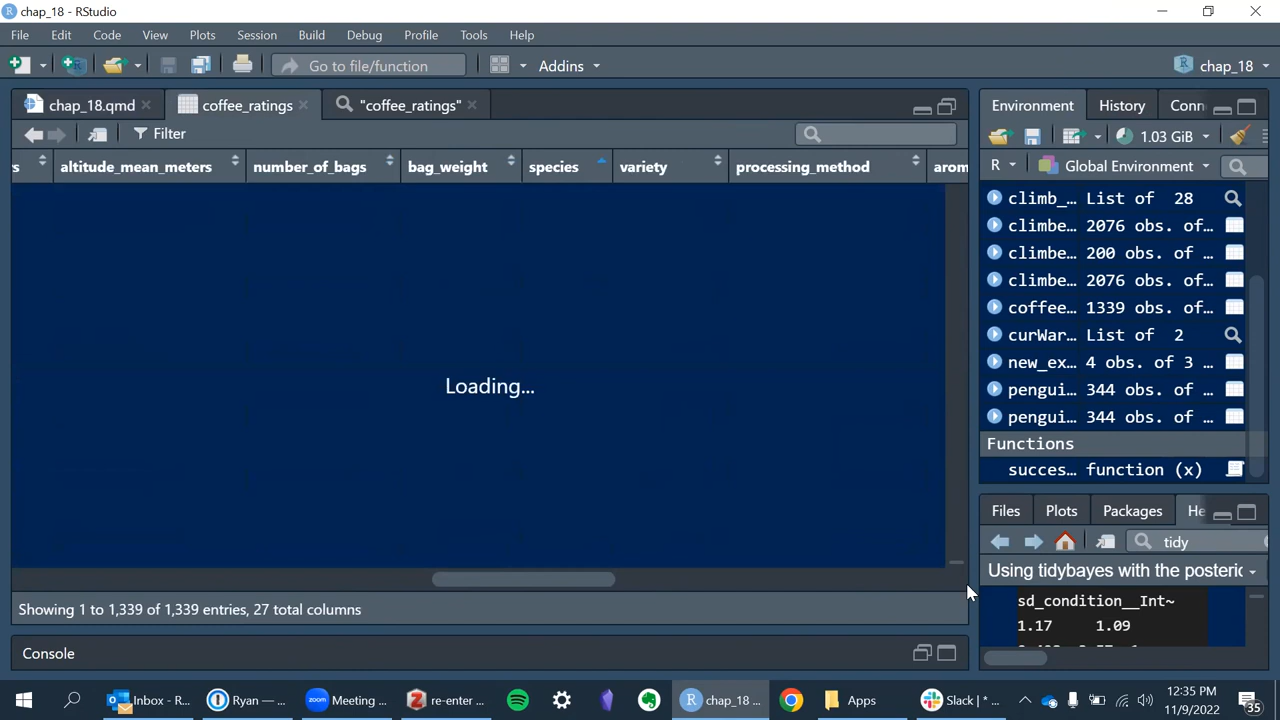 chap_18 - RStudio
File Edit Code View Plots Session Build Debug Profile Tools Help
Go to file/function Addins chap_18
chap_18.qmd coffee_ratings "coffee_ratings"
Filter
s altitude_mean_meters number_of_bags bag_weight species variety processing_method arom
Loading...
Showing 1 to 1,339 of 1,339 entries, 27 total columns
Console
Environment History Conn
1.03 GiB
R Global Environment
climb_... List of 28
climbe... 2076 obs. of...
climbe... 200 obs. of ...
climbe... 2076 obs. of...
coffee... 1339 obs. of...
curWar... List of 2
new_ex... 4 obs. of 3 ...
pengui... 344 obs. of ...
pengui... 344 obs. of ...
Functions
succes... function (x)
Files Plots Packages He
tidy
Using tidybayes with the posteric
sd_condition__Int~
1.17 1.09
Inbox - R... Ryan — ... Meeting ... re-enter ... chap_18 ... Apps Slack | * ...
12:35 PM
11/9/2022
35